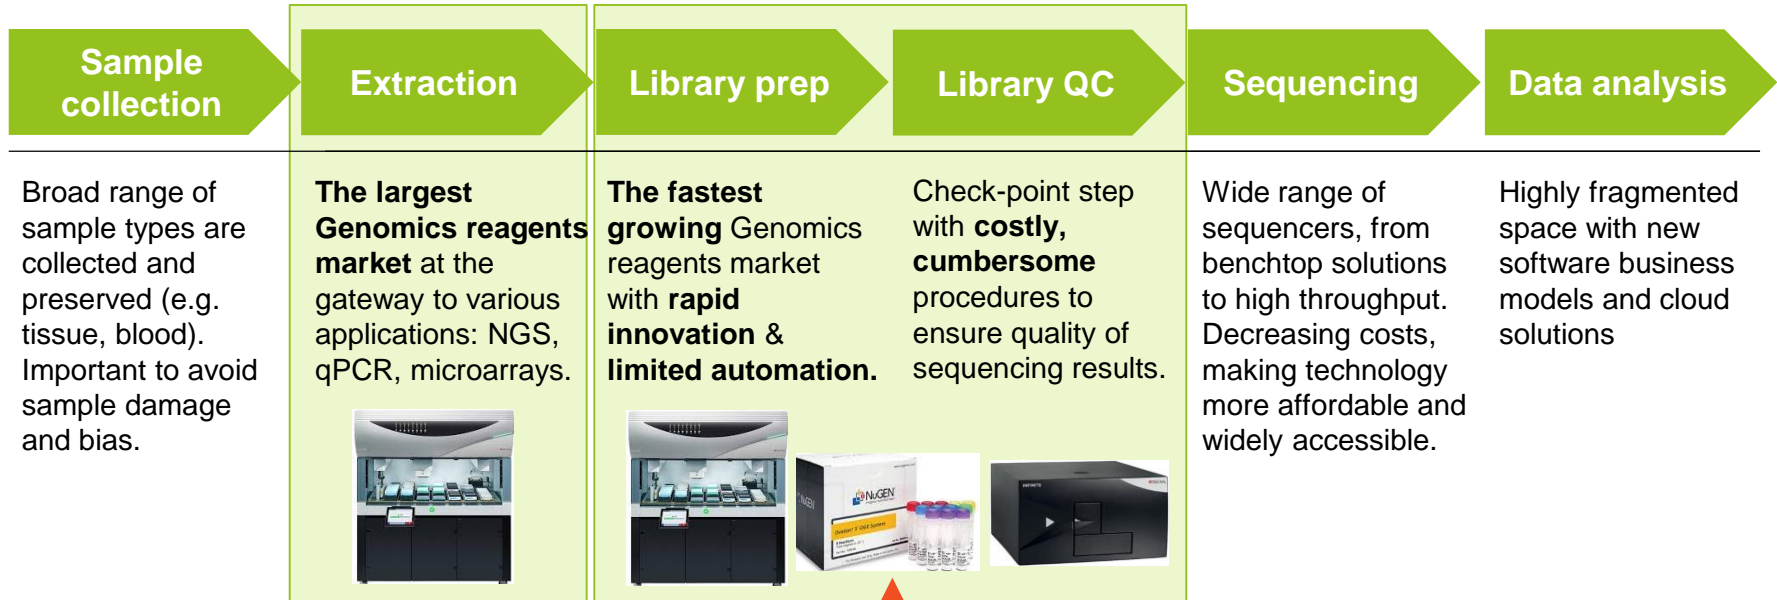 Sample
collection
Extraction
Library prep
Library QC
Sequencing
Data analysis
Broad range of
sample types are
collected and
preserved (e.g.
tissue, blood).
Important to avoid
sample damage
and bias.
The largest
Genomics reagents
market at the
gateway to various
applications: NGS,
qPCR, microarrays.
The fastest
growing Genomics
reagents market
with rapid
innovation &
limited automation.
Check-point step
with costly,
cumbersome
procedures to
ensure quality of
sequencing results.
Wide range of
sequencers, from
benchtop solutions
to high throughput.
Decreasing costs,
making technology
more affordable and
widely accessible.
Highly fragmented
space with new
software business
models and cloud
solutions
NuGEN
INFINITE
TECAN